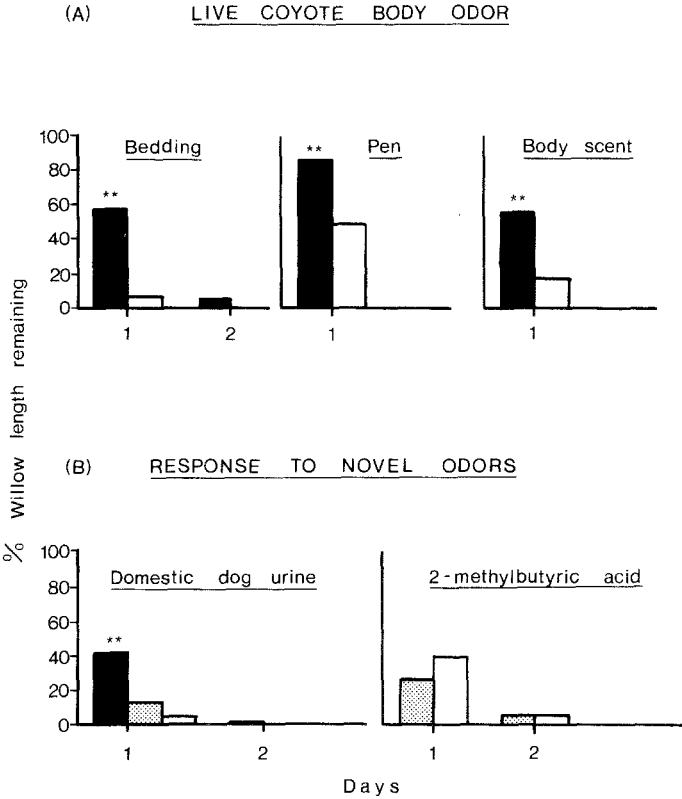 (A) LIVE COYOTE BODY ODOR
Bedding
Pen
Body scent
**
**
**
100
80
60
40
20
0
1 2
1
1
% Willow length remaining
(B) RESPONSE TO NOVEL ODORS
Domestic dog urine
2-methylbutyric acid
**
100
80
60
40
20
0
1 2
1 2
Days